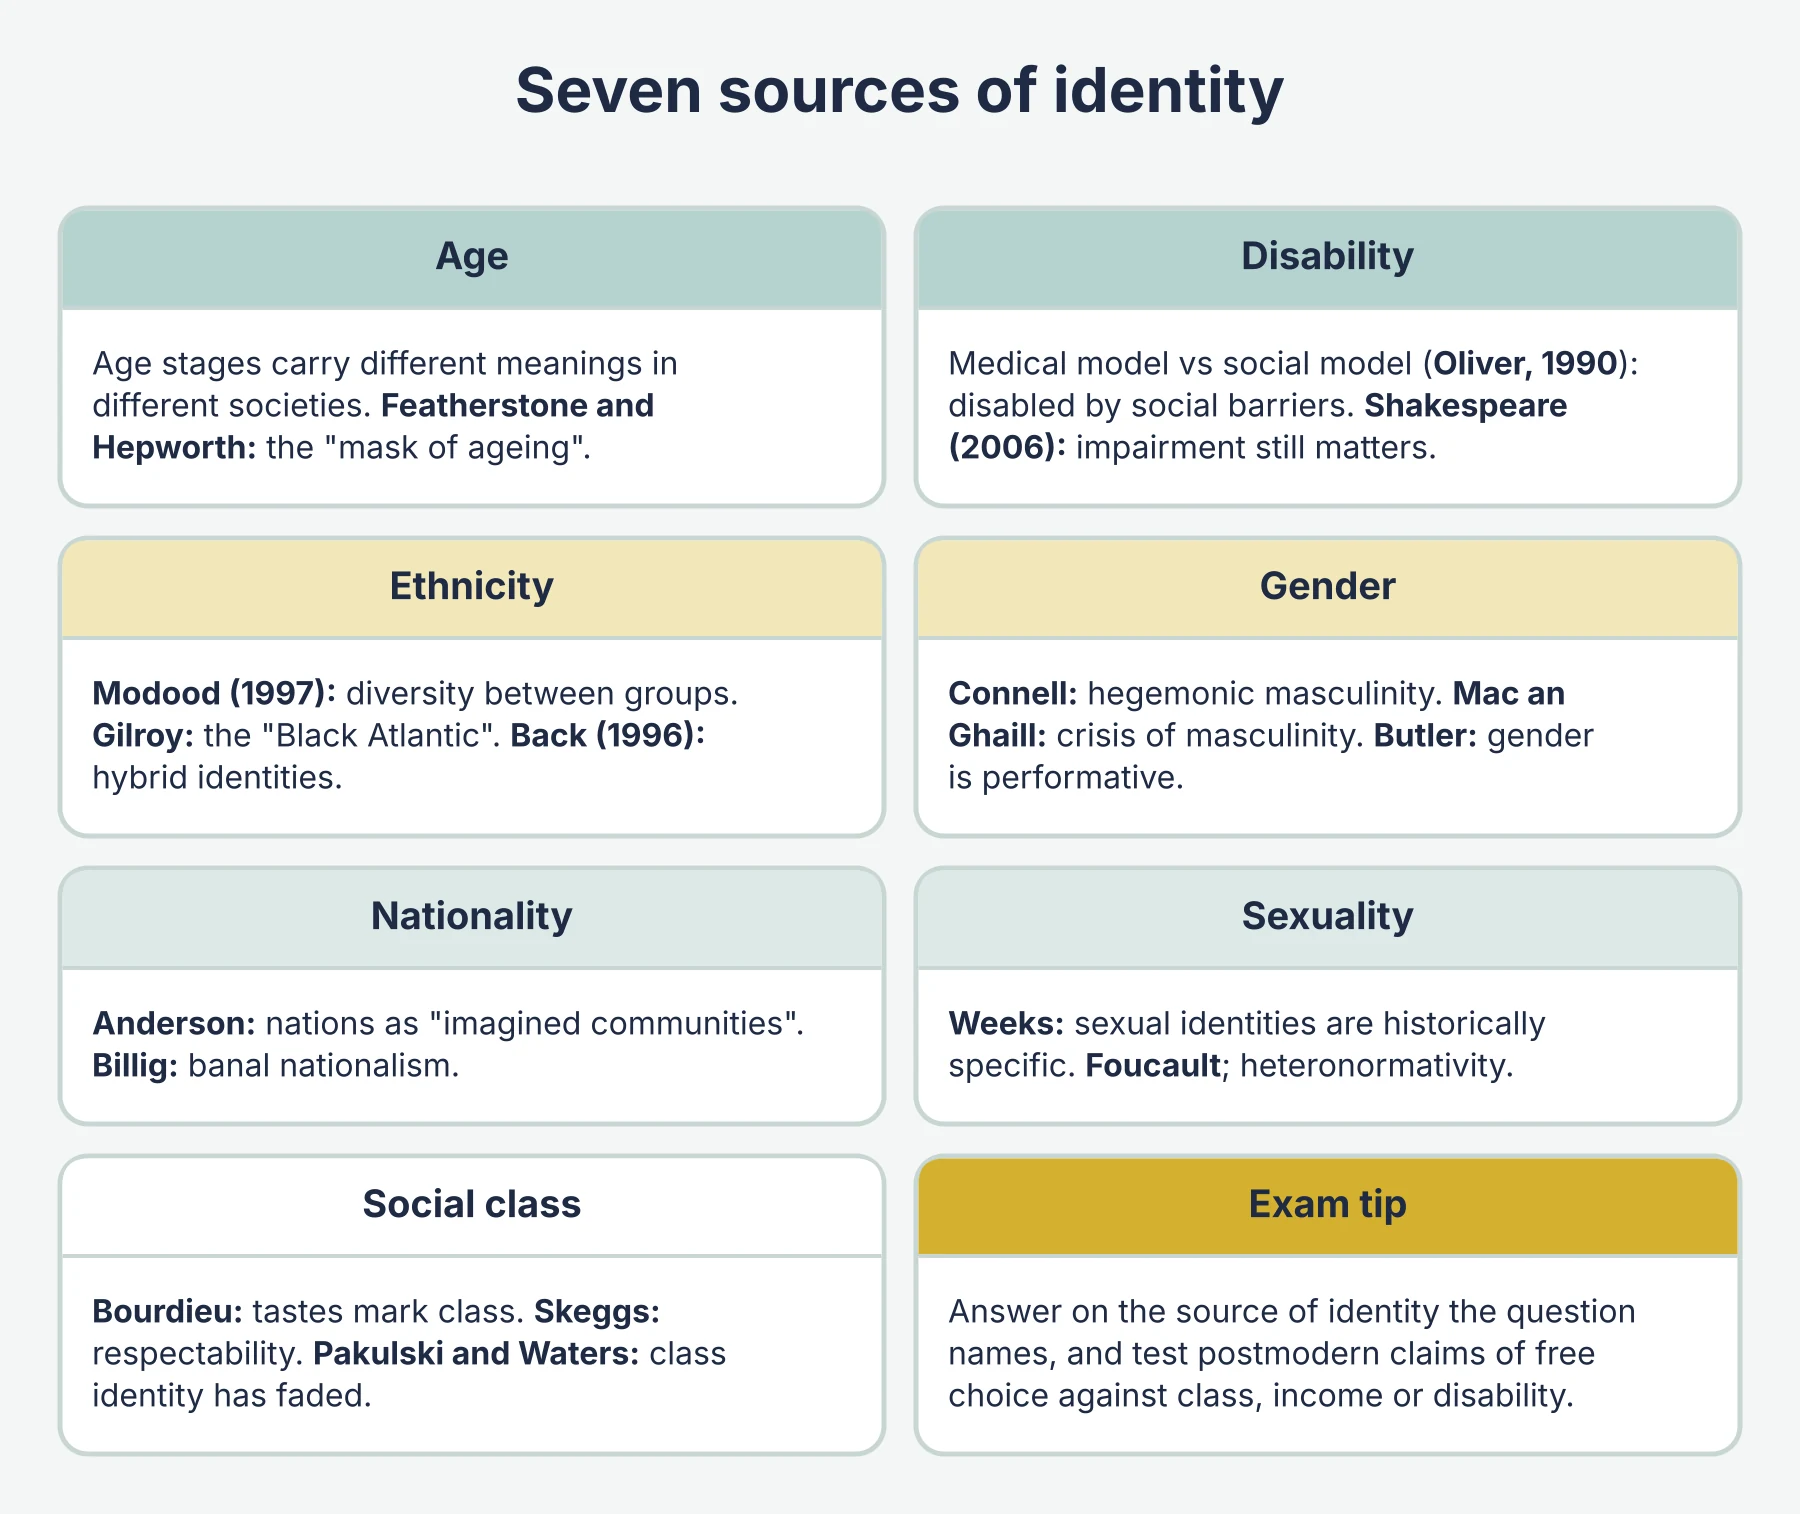 Seven sources of identity
Age
Age stages carry different meanings in
different societies. Featherstone and
Hepworth: the "mask of ageing".
Disability
Medical model vs social model (Oliver, 1990):
disabled by social barriers. Shakespeare
(2006): impairment still matters.
Ethnicity
Modood (1997): diversity between groups.
Gilroy: the "Black Atlantic". Back (1996):
hybrid identities.
Gender
Connell: hegemonic masculinity. Mac an
Ghaill: crisis of masculinity. Butler: gender
is performative.
Nationality
Anderson: nations as "imagined communities".
Billig: banal nationalism.
Sexuality
Weeks: sexual identities are historically
specific. Foucault; heteronormativity.
Social class
Bourdieu: tastes mark class. Skeggs:
respectability. Pakulski and Waters: class
identity has faded.
Exam tip
Answer on the source of identity the question
names, and test postmodern claims of free
choice against class, income or disability.